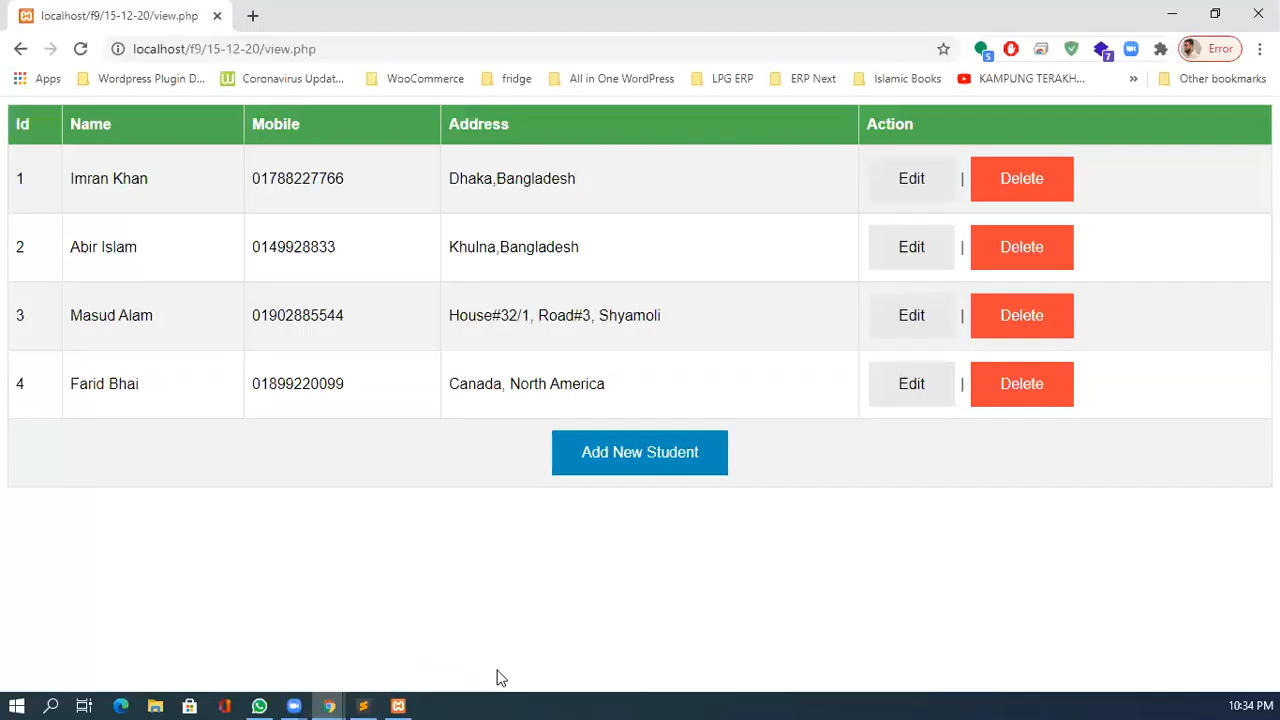 localhost/f9/15-12-20/view.php
localhost/f9/15-12-20/view.php
S
7
Error
Apps
Wordpress Plugin D...
Coronavirus Updat...
WooCommerce
fridge
All in One WordPress
LPG ERP
ERP Next
Islamic Books
KAMPUNG TERAKH...
»
Other bookmarks
Id Name Mobile Address Action
1 Imran Khan 01788227766 Dhaka,Bangladesh Edit | Delete
2 Abir Islam 0149928833 Khulna,Bangladesh Edit | Delete
3 Masud Alam 01902885544 House#32/1, Road#3, Shyamoli Edit | Delete
4 Farid Bhai 01899220099 Canada, North America Edit | Delete
Add New Student
10:34 PM